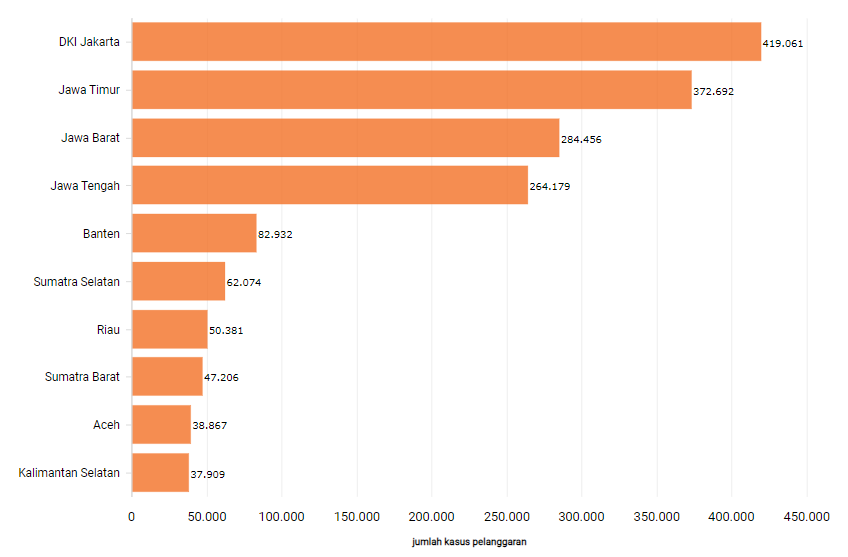 DKI Jakarta 419.061
Jawa Timur 372.692
Jawa Barat 284.456
Jawa Tengah 264.179
Banten 82.932
Sumatra Selatan 62.074
Riau 50.381
Sumatra Barat 47.206
Aceh 38.867
Kalimantan Selatan 37.909
0 50.000 100.000 150.000 200.000 250.000 300.000 350.000 400.000 450.000
jumlah kasus pelanggaran